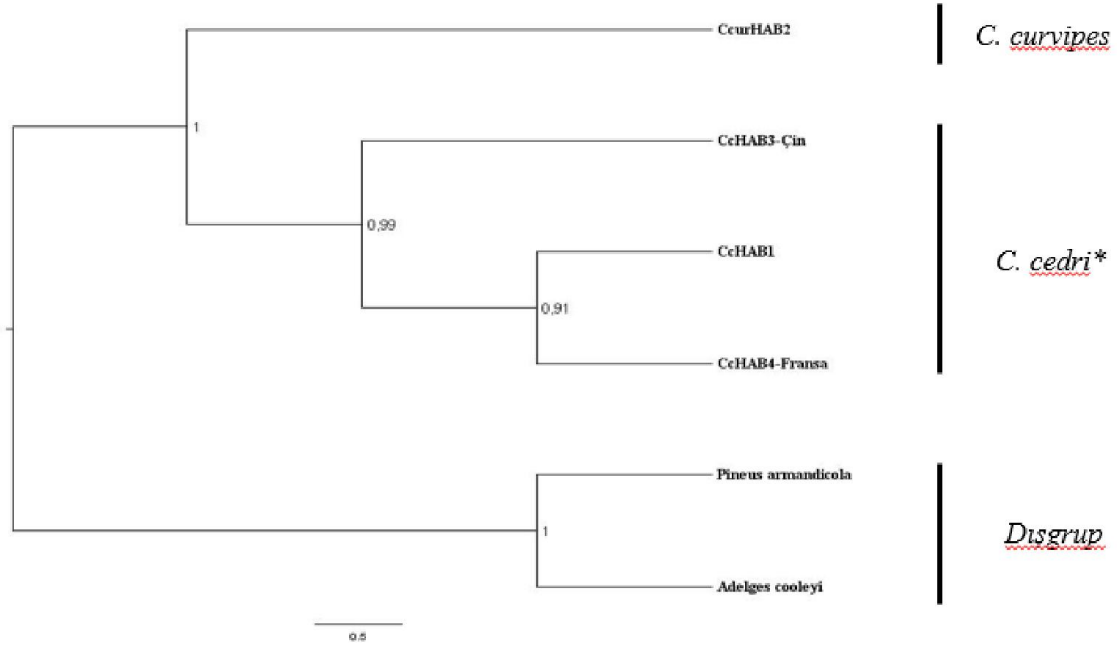 CcurHAB2
C. curvipes
1
CcHAB3-Çin
0,99
CcHAB1
C. cedri*
0,91
CcHAB4-Fransa
Pineus armandicola
1
Dısgrup
Adelges cooleyi
0.5